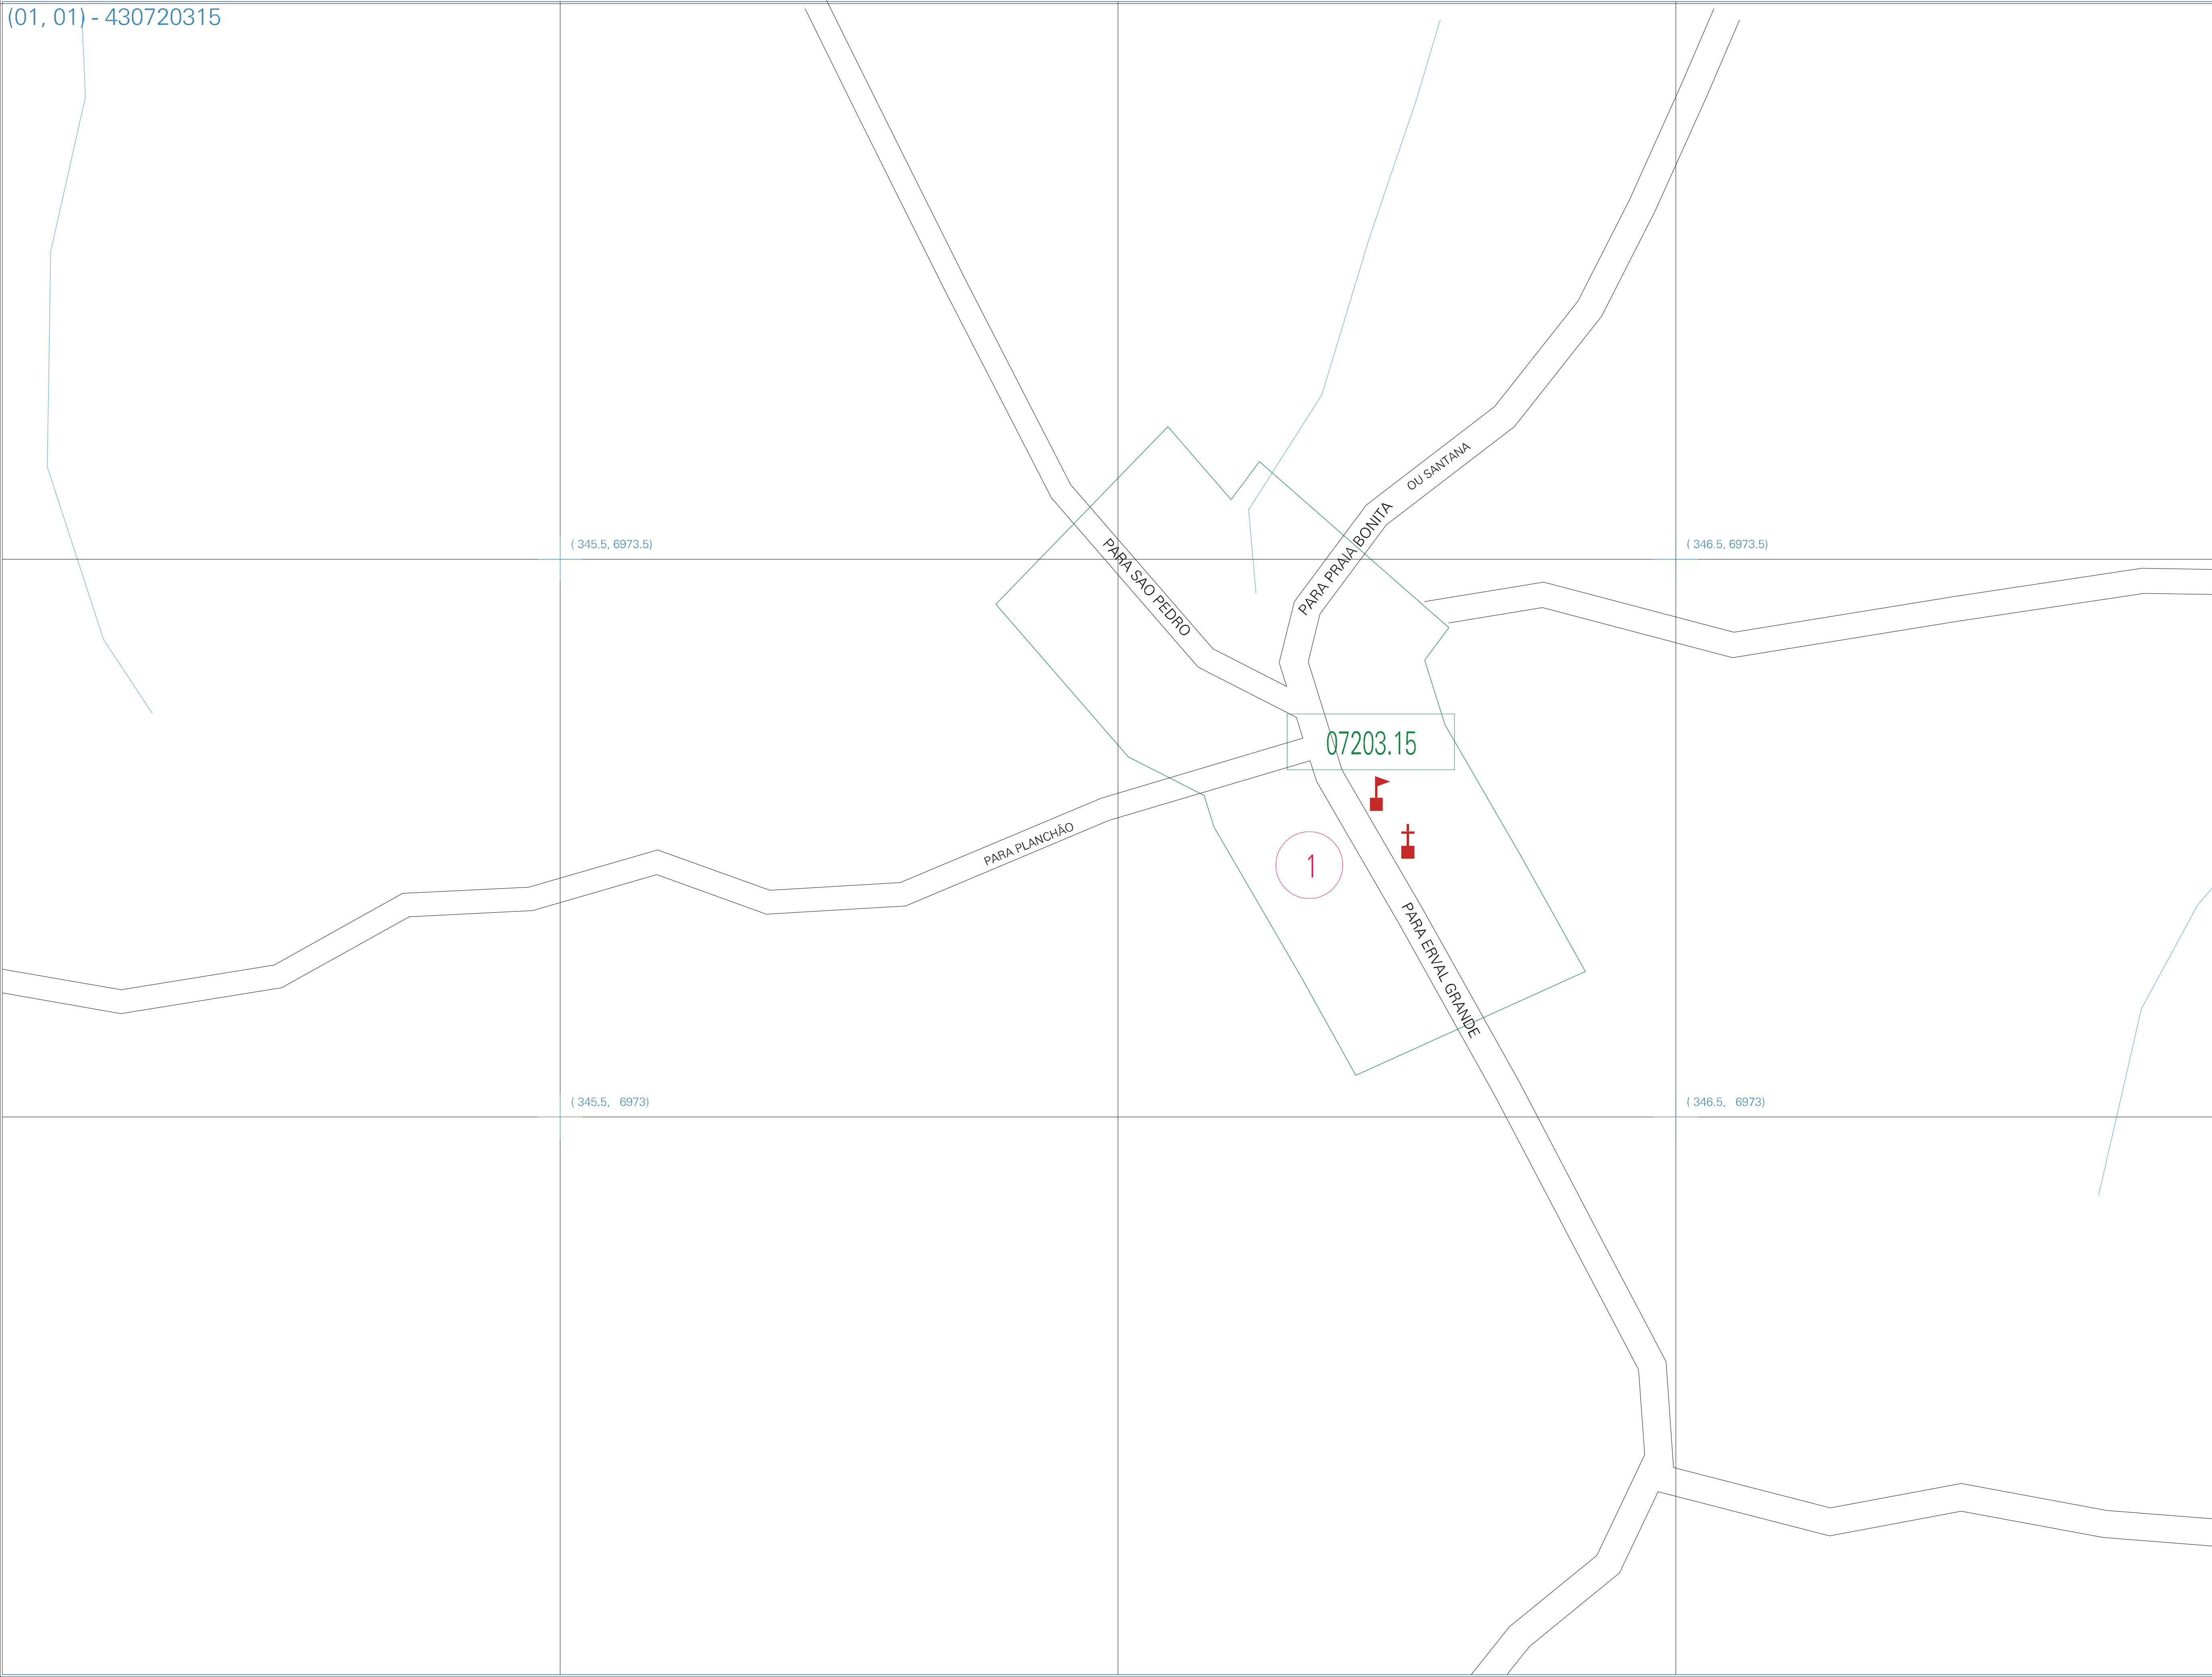 (01, 01) - 430720315
OU SANTANA
PARA PRAIA BONITA
( 345.5, 6973.5)
( 346.5, 6973.5)
PARA SAO PEDRO
07203.15
PARA PLANCHÃO
1
PARA ERVAL GRANDE
( 345.5, 6973)
( 346.5, 6973)